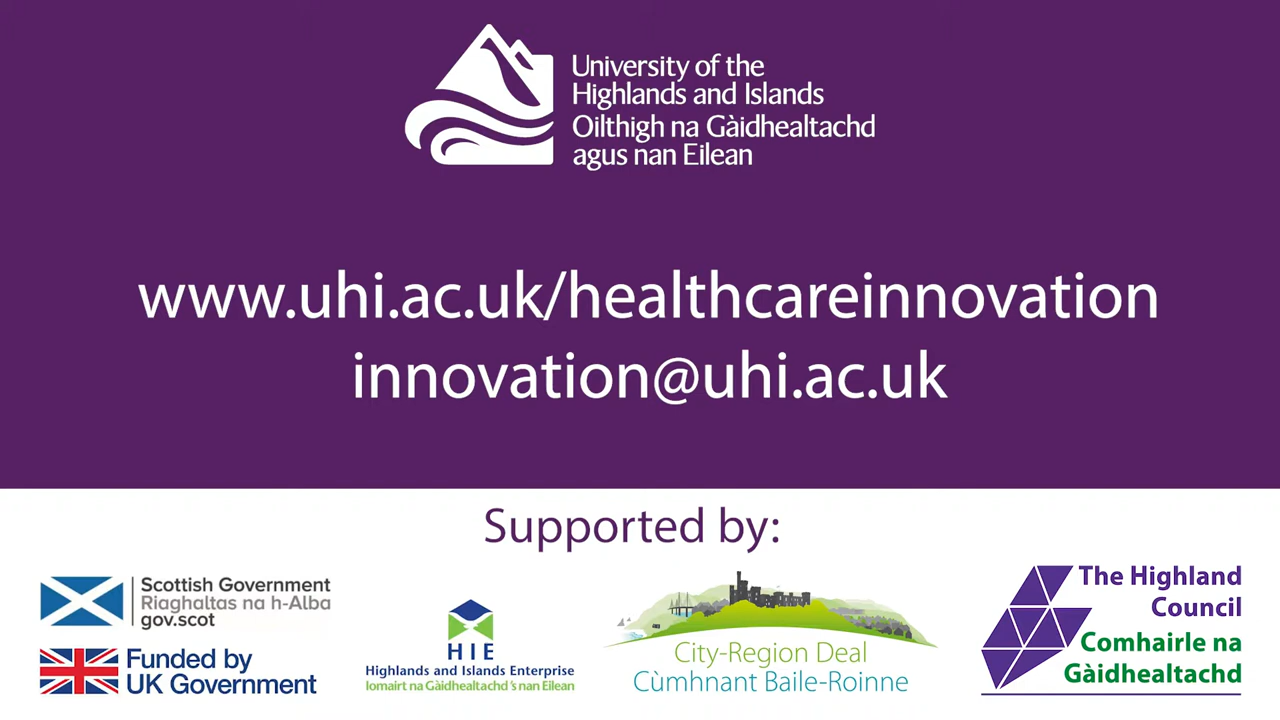 University of the
Highlands and Islands
Oilthigh na Gàidhealtachd
agus nan Eilean
www.uhi.ac.uk/healthcareinnovation
innovation@uhi.ac.uk
Supported by:
Scottish Government
Riaghaltas na h-Alba
gov.scot
Funded by
UK Government
HIE
Highlands and Islands Enterprise
Iomairt na Gàidhealtachd 's nan Eilean
City-Region Deal
Cùmhnant Baile-Roinne
The Highland
Council
Comhairle na
Gàidhealtachd